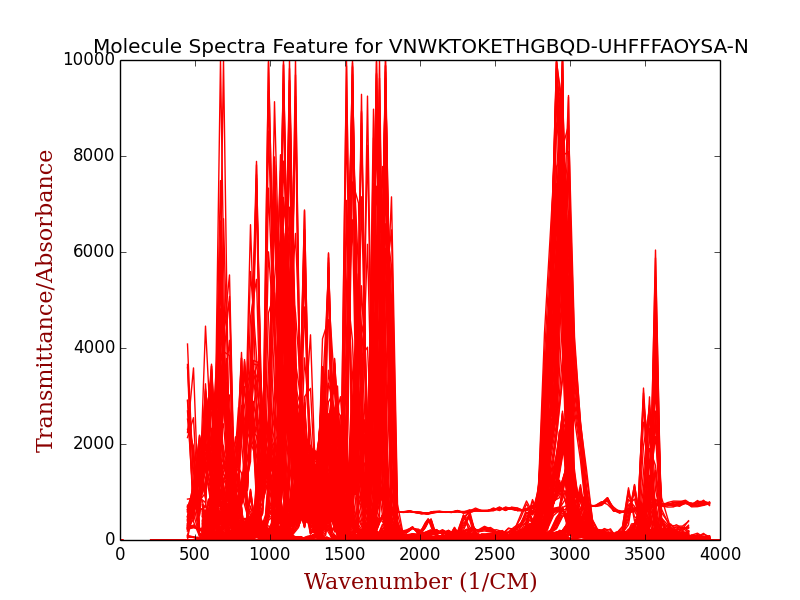 Molecule Spectra Feature for VNWKTOKETHGBQD-UHFFFAOYSA-N
10000
8000
6000
4000
2000
0
Transmittance/Absorbance
0 500 1000 1500 2000 2500 3000 3500 4000
Wavenumber (1/CM)